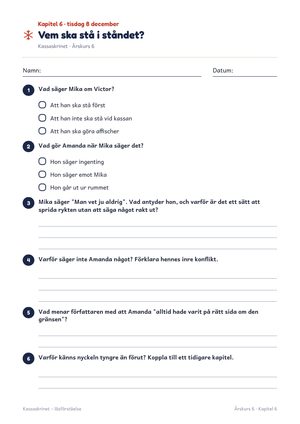 Kapitel 6 · tisdag 8 december
Vem ska stå i ståndet?
Kassaskrinet · Årskurs 6
Namn:
Datum:
1 Vad säger Mika om Victor?
Att han ska stå först
Att han inte ska stå vid kassan
Att han ska göra affischer
2 Vad gör Amanda när Mika säger det?
Hon säger ingenting
Hon säger emot Mika
Hon går ut ur rummet
3 Mika säger "Man vet ju aldrig". Vad antyder hon, och varför är det ett sätt att
sprida rykten utan att säga något rakt ut?
4 Varför säger inte Amanda något? Förklara hennes inre konflikt.
5 Vad menar författaren med att Amanda "alltid hade varit på rätt sida om den
gränsen"?
6 Varför känns nyckeln tyngre än förut? Koppla till ett tidigare kapitel.
Kassaskrinet – läsförståelse
Årskurs 6 · Kapitel 6